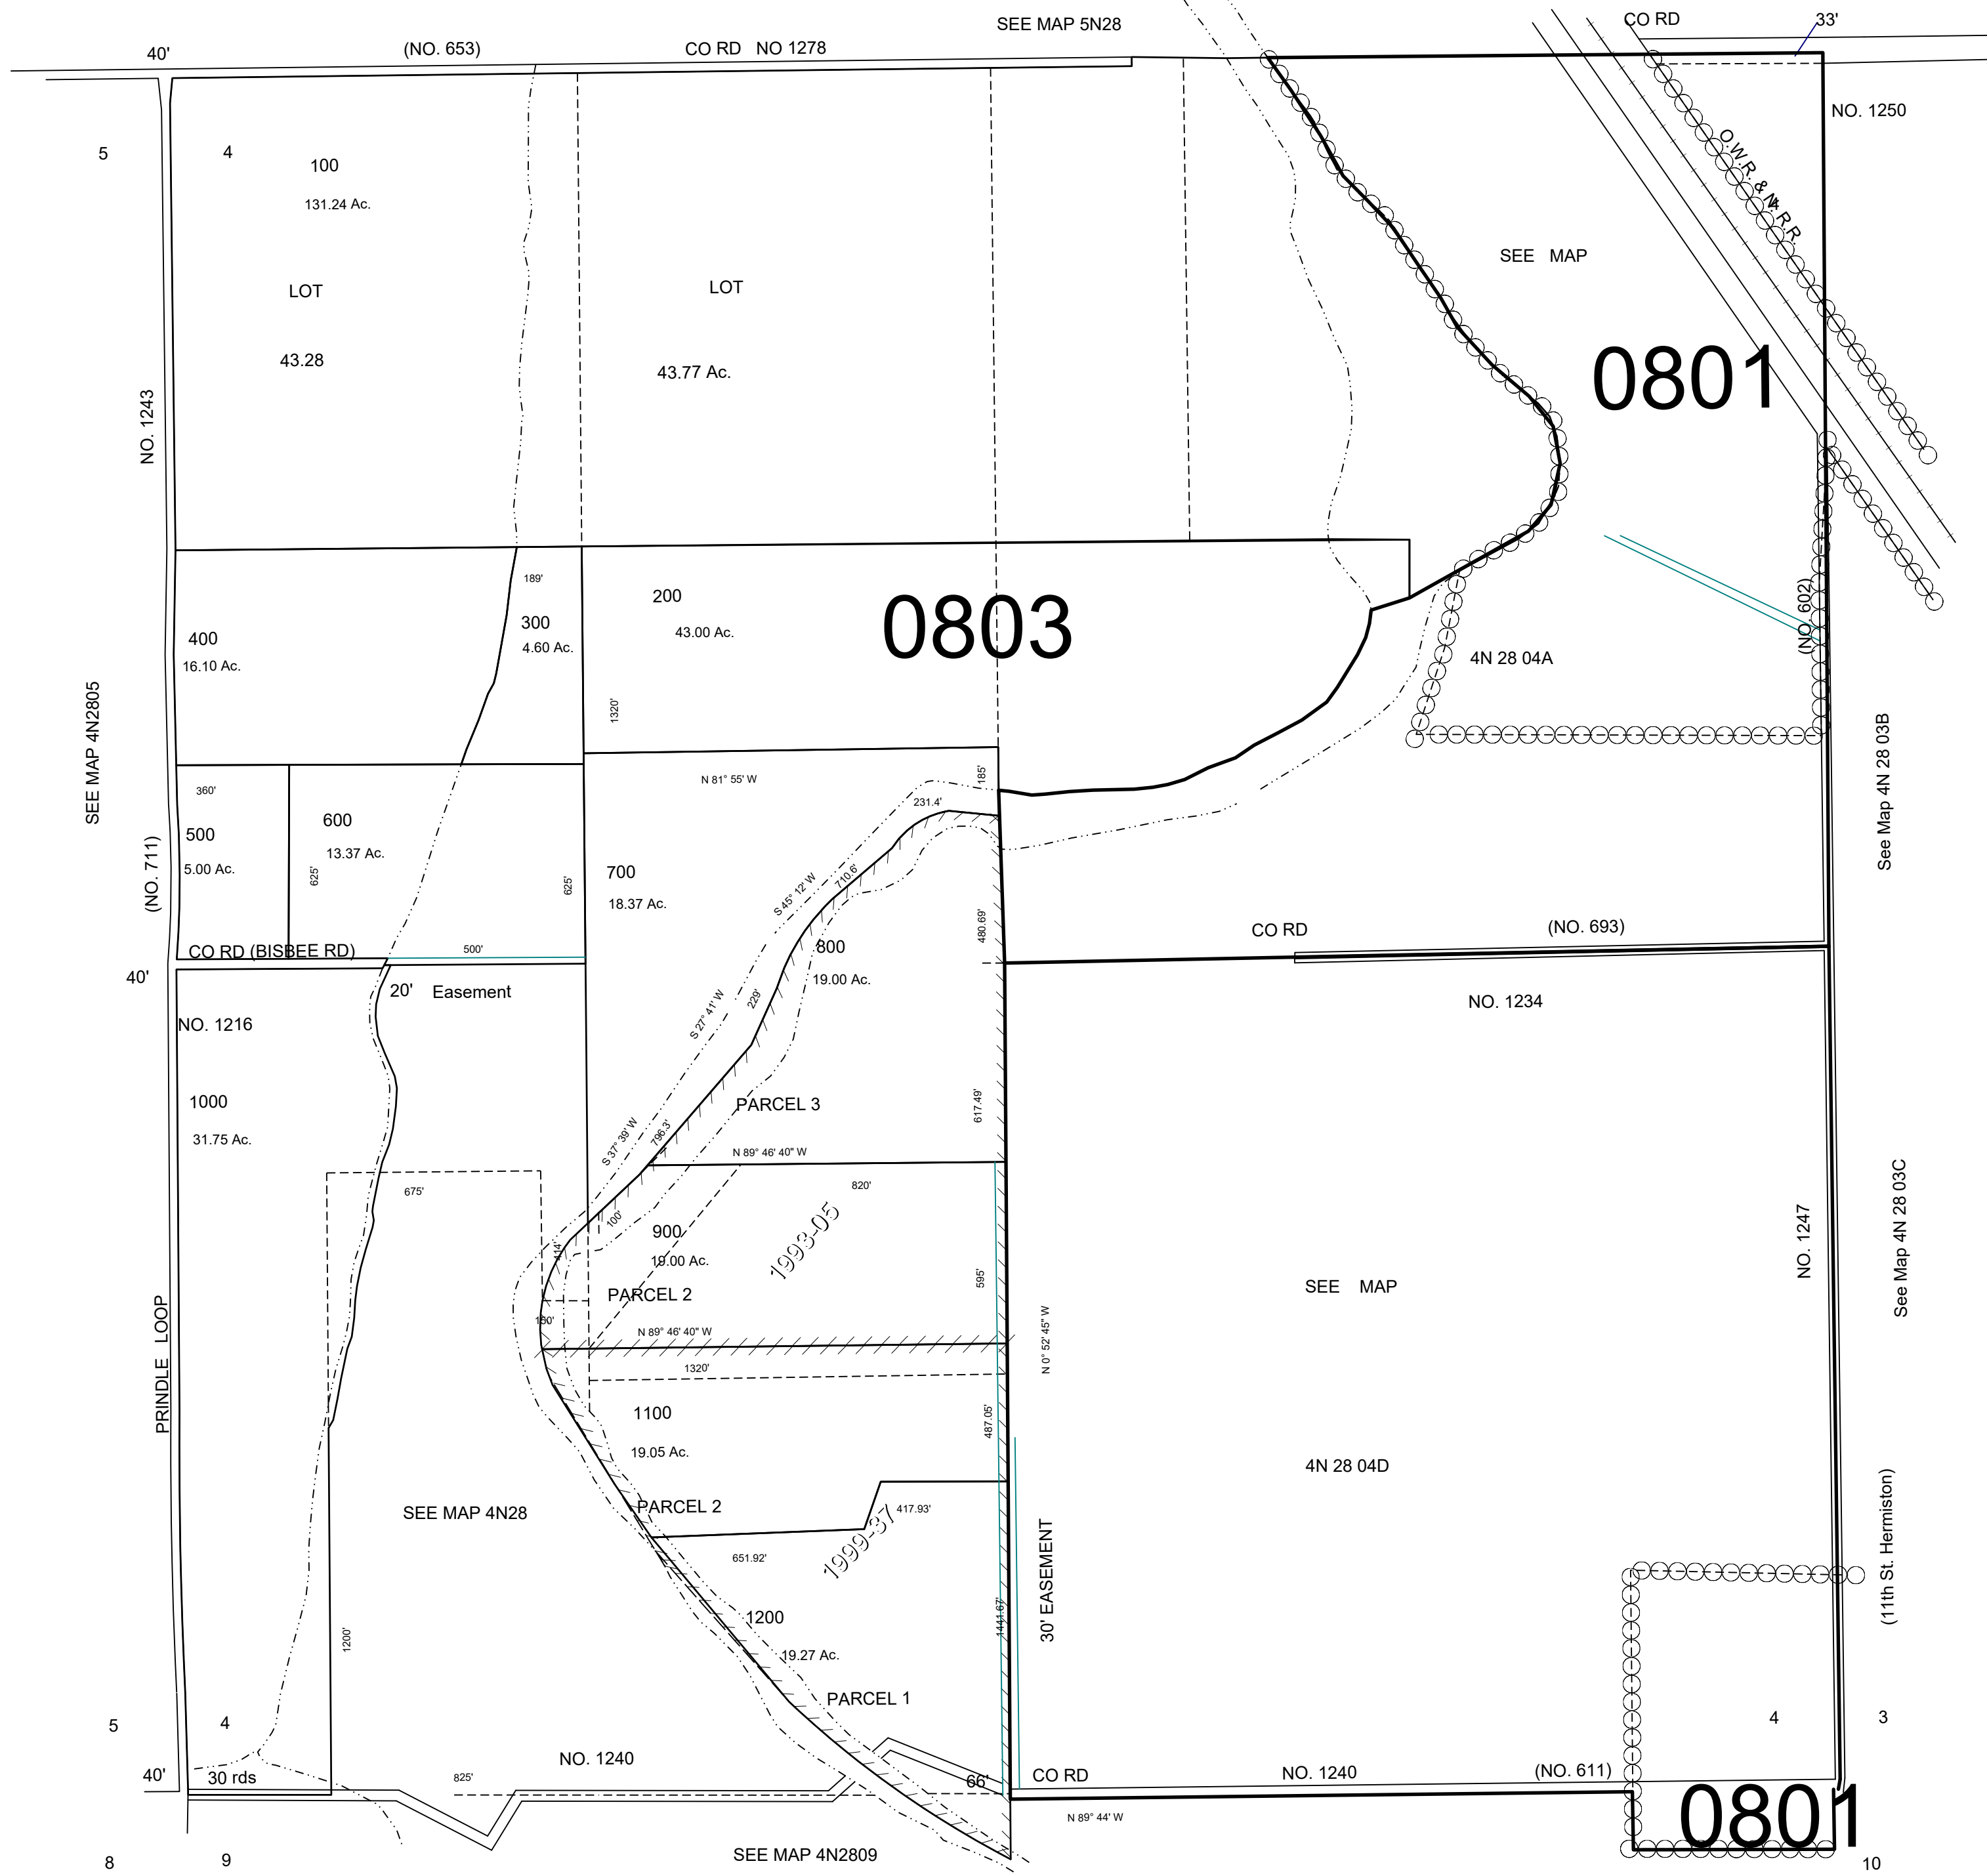 SEE MAP 5N28
CO RD
33'
40'
(NO. 653)
CO RD NO 1278
NO. 1250
5
4
100
131.24 Ac.
O.W.R. & N. R.R.
4
SEE MAP
LOT
LOT
43.28
43.77 Ac.
0801
NO. 1243
189'
200
0803
300
43.00 Ac.
4.60 Ac.
400
16.10 Ac.
(NO. 602)
4N 28 04A
1320'
SEE MAP 4N2805
See Map 4N 28 03B
N 81° 55' W
185'
360'
231.4'
500
600
5.00 Ac.
13.37 Ac.
(NO. 711)
625'
625'
700
18.37 Ac.
S 45° 12' W
710.6'
480.69'
CO RD
(NO. 693)
CO RD (BISBEE RD)
500'
800
19.00 Ac.
40'
20' Easement
229'
S 27° 41' W
NO. 1234
NO. 1216
1000
31.75 Ac.
PARCEL 3
617.49'
S 37° 39' W
796.3'
N 89° 46' 40" W
675'
820'
100'
900
19.00 Ac.
1993-05
414'
PARCEL 2
595'
NO. 1247
See Map 4N 28 03C
SEE MAP
N 89° 46' 40" W
N 0° 52' 45" W
1320'
PRINDLE LOOP
1100
19.05 Ac.
487.05'
4N 28 04D
SEE MAP 4N28
PARCEL 2
417.93'
1999-37
651.92'
30' EASEMENT
(11th St. Hermiston)
1200
1441.67'
1200'
19.27 Ac.
PARCEL 1
5
4
4
3
NO. 1240
40'
30 rds
825'
66'
CO RD
NO. 1240
(NO. 611)
N 89° 44' W
0801
SEE MAP 4N2809
8
9
10